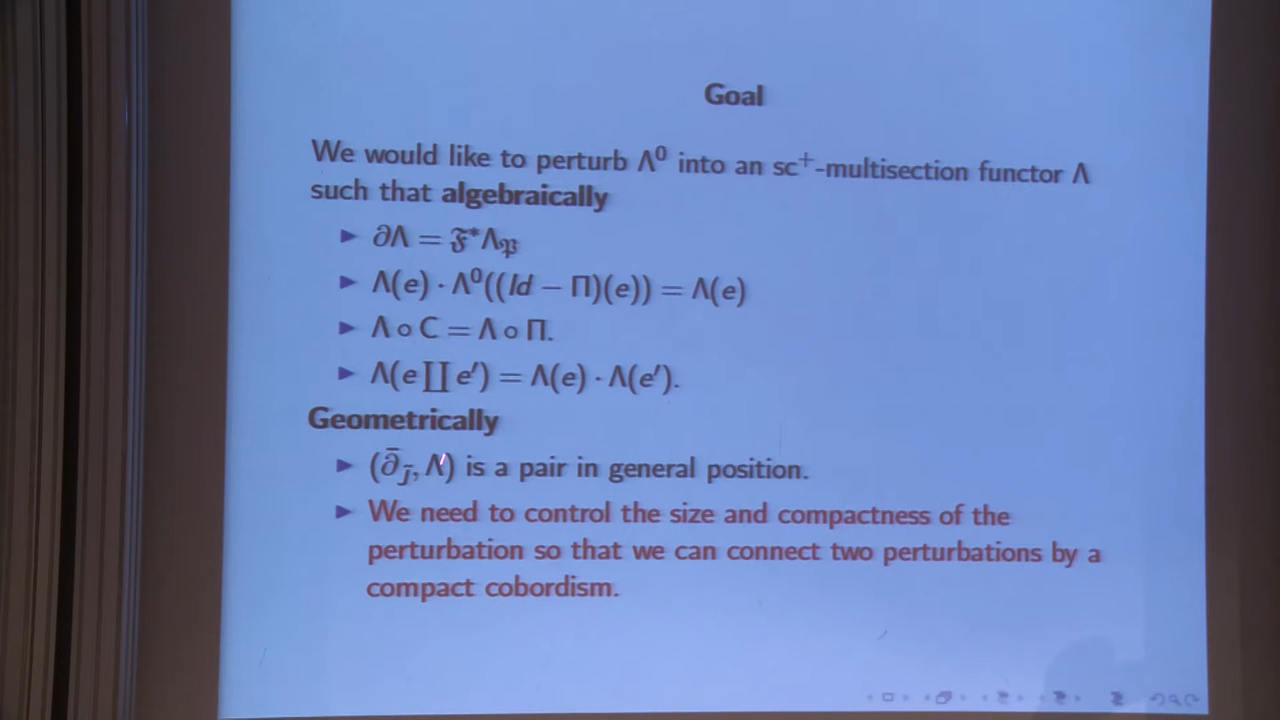 Goal
We would like to perturb Λ⁰ into an sc⁺-multisection functor Λ
such that algebraically
▶ ∂Λ = 𝔉*Λ_𝔓
▶ Λ(e) · Λ⁰((Id − Π)(e)) = Λ(e)
▶ Λ ∘ C = Λ ∘ Π.
▶ Λ(e ∐ e′) = Λ(e) · Λ(e′).
Geometrically
▶ (∂̄_J̃, Λ) is a pair in general position.
▶ We need to control the size and compactness of the
perturbation so that we can connect two perturbations by a
compact cobordism.